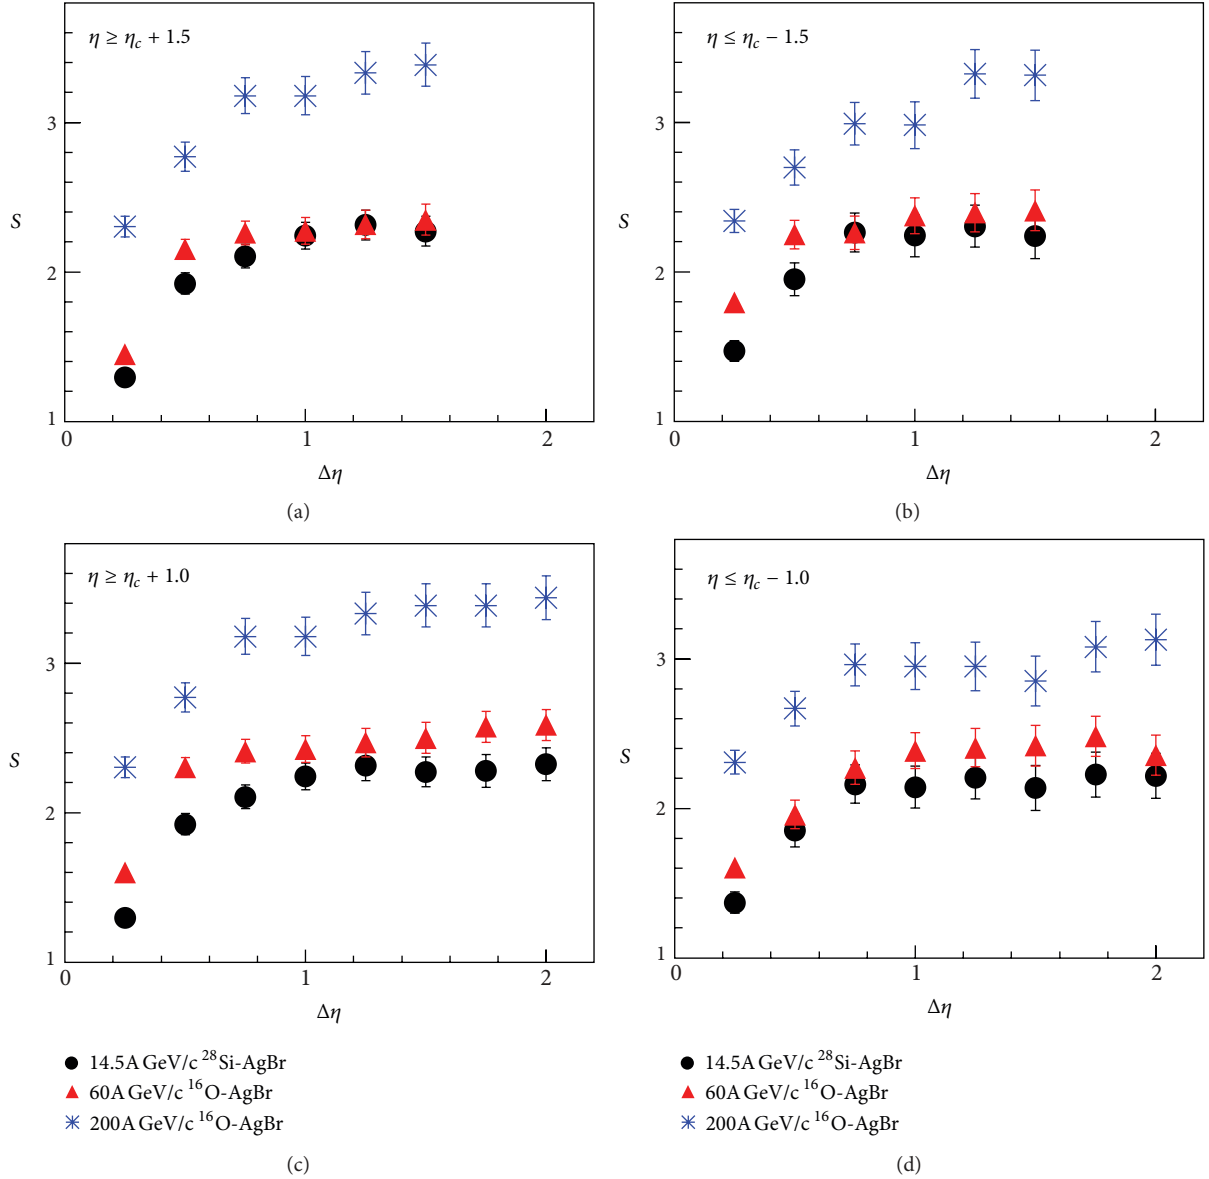 η ≥ ηc + 1.5
3
S
2
1
0 1 2
Δη
(a)
η ≤ ηc − 1.5
3
S
2
1
0 1 2
Δη
(b)
η ≥ ηc + 1.0
3
S
2
1
0 1 2
Δη
14.5A GeV/c ²⁸Si-AgBr
60A GeV/c ¹⁶O-AgBr
200A GeV/c ¹⁶O-AgBr
(c)
η ≤ ηc − 1.0
3
S
2
1
0 1 2
Δη
14.5A GeV/c ²⁸Si-AgBr
60A GeV/c ¹⁶O-AgBr
200A GeV/c ¹⁶O-AgBr
(d)